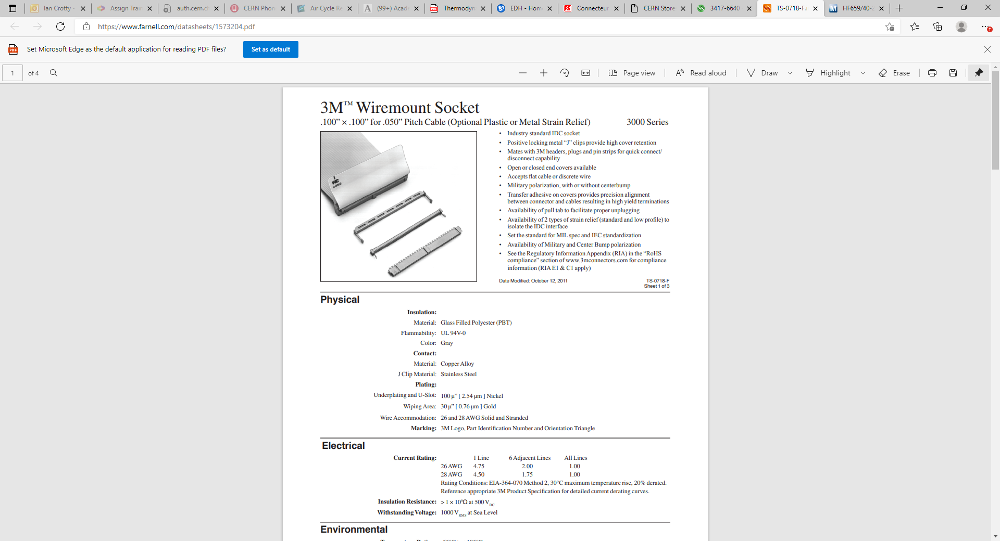 Ian Crotty -
Assign Trai
auth.cern.c
CERN Phon
Air Cycle Re
(99+) Acad
Thermodyn
EDH - Hom
Connecteur
CERN Store
3417-6640
TS-0718-F.i
HF659/40-2
https://www.farnell.com/datasheets/1573204.pdf
Set Microsoft Edge as the default application for reading PDF files?
Set as default
1 of 4
Page view
Read aloud
Draw
Highlight
Erase
3M™ Wiremount Socket
.100” × .100” for .050” Pitch Cable (Optional Plastic or Metal Strain Relief) 3000 Series
• Industry standard IDC socket
• Positive locking metal “J” clips provide high cover retention
• Mates with 3M headers, plugs and pin strips for quick connect/
disconnect capability
• Open or closed end covers available
• Accepts flat cable or discrete wire
• Military polarization, with or without centerbump
• Transfer adhesive on covers provides precision alignment
between connector and cables resulting in high yield terminations
• Availability of pull tab to facilitate proper unplugging
• Availability of 2 types of strain relief (standard and low profile) to
isolate the IDC interface
• Set the standard for MIL spec and IEC standardization
• Availability of Military and Center Bump polarization
• See the Regulatory Information Appendix (RIA) in the “RoHS
compliance” section of www.3mconnectors.com for compliance
information (RIA E1 & C1 apply)
Date Modified: October 12, 2011 TS-0718-F
Sheet 1 of 3
Physical
Insulation:
Material: Glass Filled Polyester (PBT)
Flammability: UL 94V-0
Color: Gray
Contact:
Material: Copper Alloy
J Clip Material: Stainless Steel
Plating:
Underplating and U-Slot: 100 µ” [ 2.54 µm ] Nickel
Wiping Area: 30 µ” [ 0.76 µm ] Gold
Wire Accommodation: 26 and 28 AWG Solid and Stranded
Marking: 3M Logo, Part Identification Number and Orientation Triangle
Electrical
Current Rating: 1 Line 6 Adjacent Lines All Lines
26 AWG 4.75 2.00 1.00
28 AWG 4.50 1.75 1.00
Rating Conditions: EIA-364-070 Method 2, 30°C maximum temperature rise, 20% derated.
Reference appropriate 3M Product Specification for detailed current derating curves.
Insulation Resistance: > 1 × 10⁹Ω at 500 VDC
Withstanding Voltage: 1000 VRMS at Sea Level
Environmental